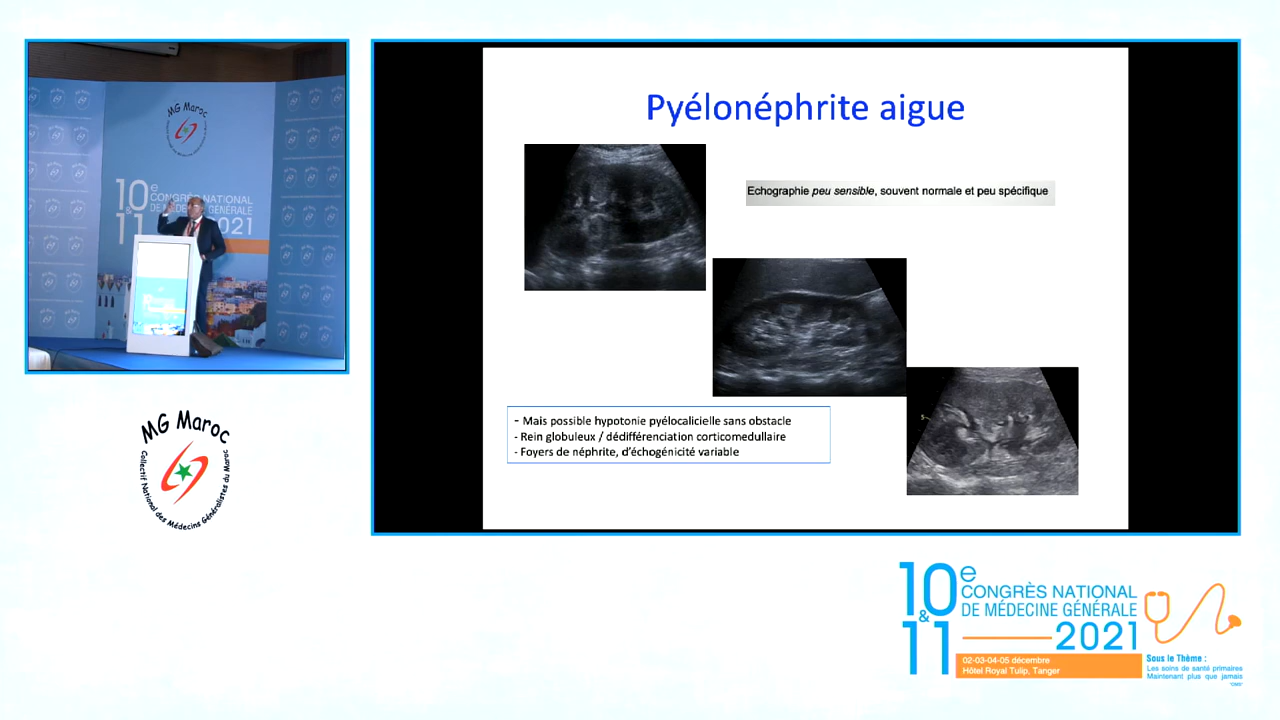 MG Maroc
10e
&
11
CONGRÈS NATIONAL
DE MÉDECINE GÉNÉRALE
2021
MG Maroc
Collectif National des Médecins Généralistes du Maroc
Pyélonéphrite aigue
Echographie peu sensible, souvent normale et peu spécifique
- Mais possible hypotonie pyélocalicielle sans obstacle
- Rein globuleux / dédifférenciation corticomedullaire
- Foyers de néphrite, d'échogénicité variable
10e
&
11
CONGRÈS NATIONAL
DE MÉDECINE GÉNÉRALE
2021
02-03-04-05 décembre
Hôtel Royal Tulip, Tanger
Sous le Thème :
Les soins de santé primaires
Maintenant plus que jamais